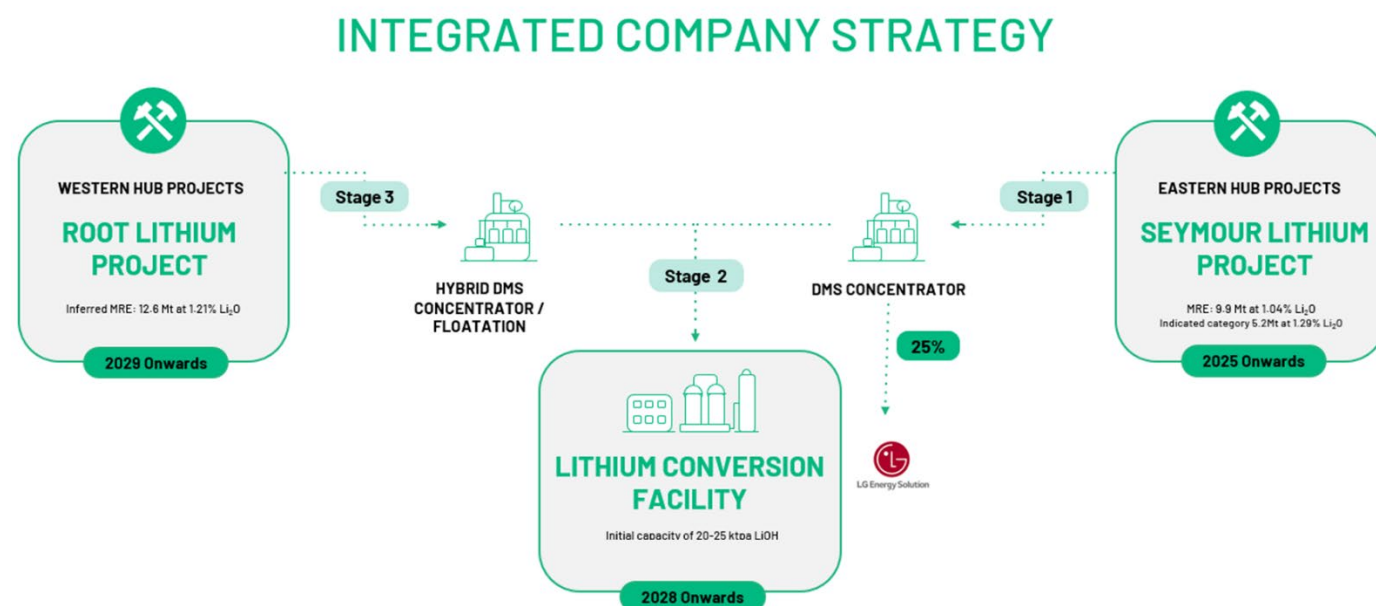 INTEGRATED COMPANY STRATEGY
WESTERN HUB PROJECTS
ROOT LITHIUM
PROJECT
Inferred MRE: 12.6 Mt at 1.21% Li₂O
2029 Onwards
Stage 3
HYBRID DMS
CONCENTRATOR /
FLOATATION
Stage 2
LITHIUM CONVERSION
FACILITY
Initial capacity of 20-25 ktpa LiOH
2028 Onwards
DMS CONCENTRATOR
25%
LG
LG Energy Solution
Stage 1
EASTERN HUB PROJECTS
SEYMOUR LITHIUM
PROJECT
MRE: 9.9 Mt at 1.04% Li₂O
Indicated category 5.2Mt at 1.29% Li₂O
2025 Onwards